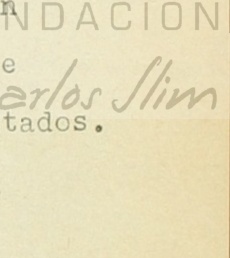 n
NDACION
e
arlos Slim
tados.